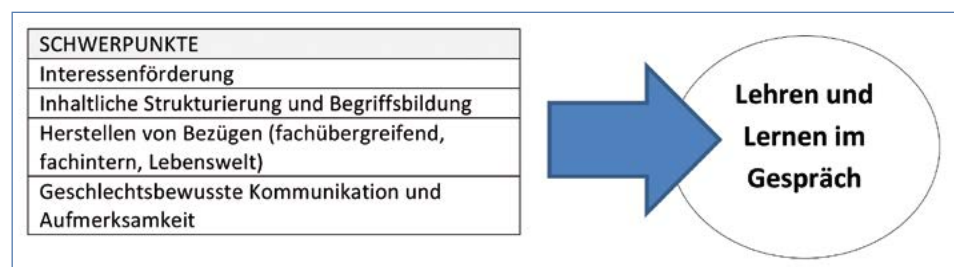 SCHWERPUNKTE
Interessenförderung
Inhaltliche Strukturierung und Begriffsbildung
Herstellen von Bezügen (fachübergreifend,
fachintern, Lebenswelt)
Geschlechtsbewusste Kommunikation und
Aufmerksamkeit
Lehren und
Lernen im
Gespräch